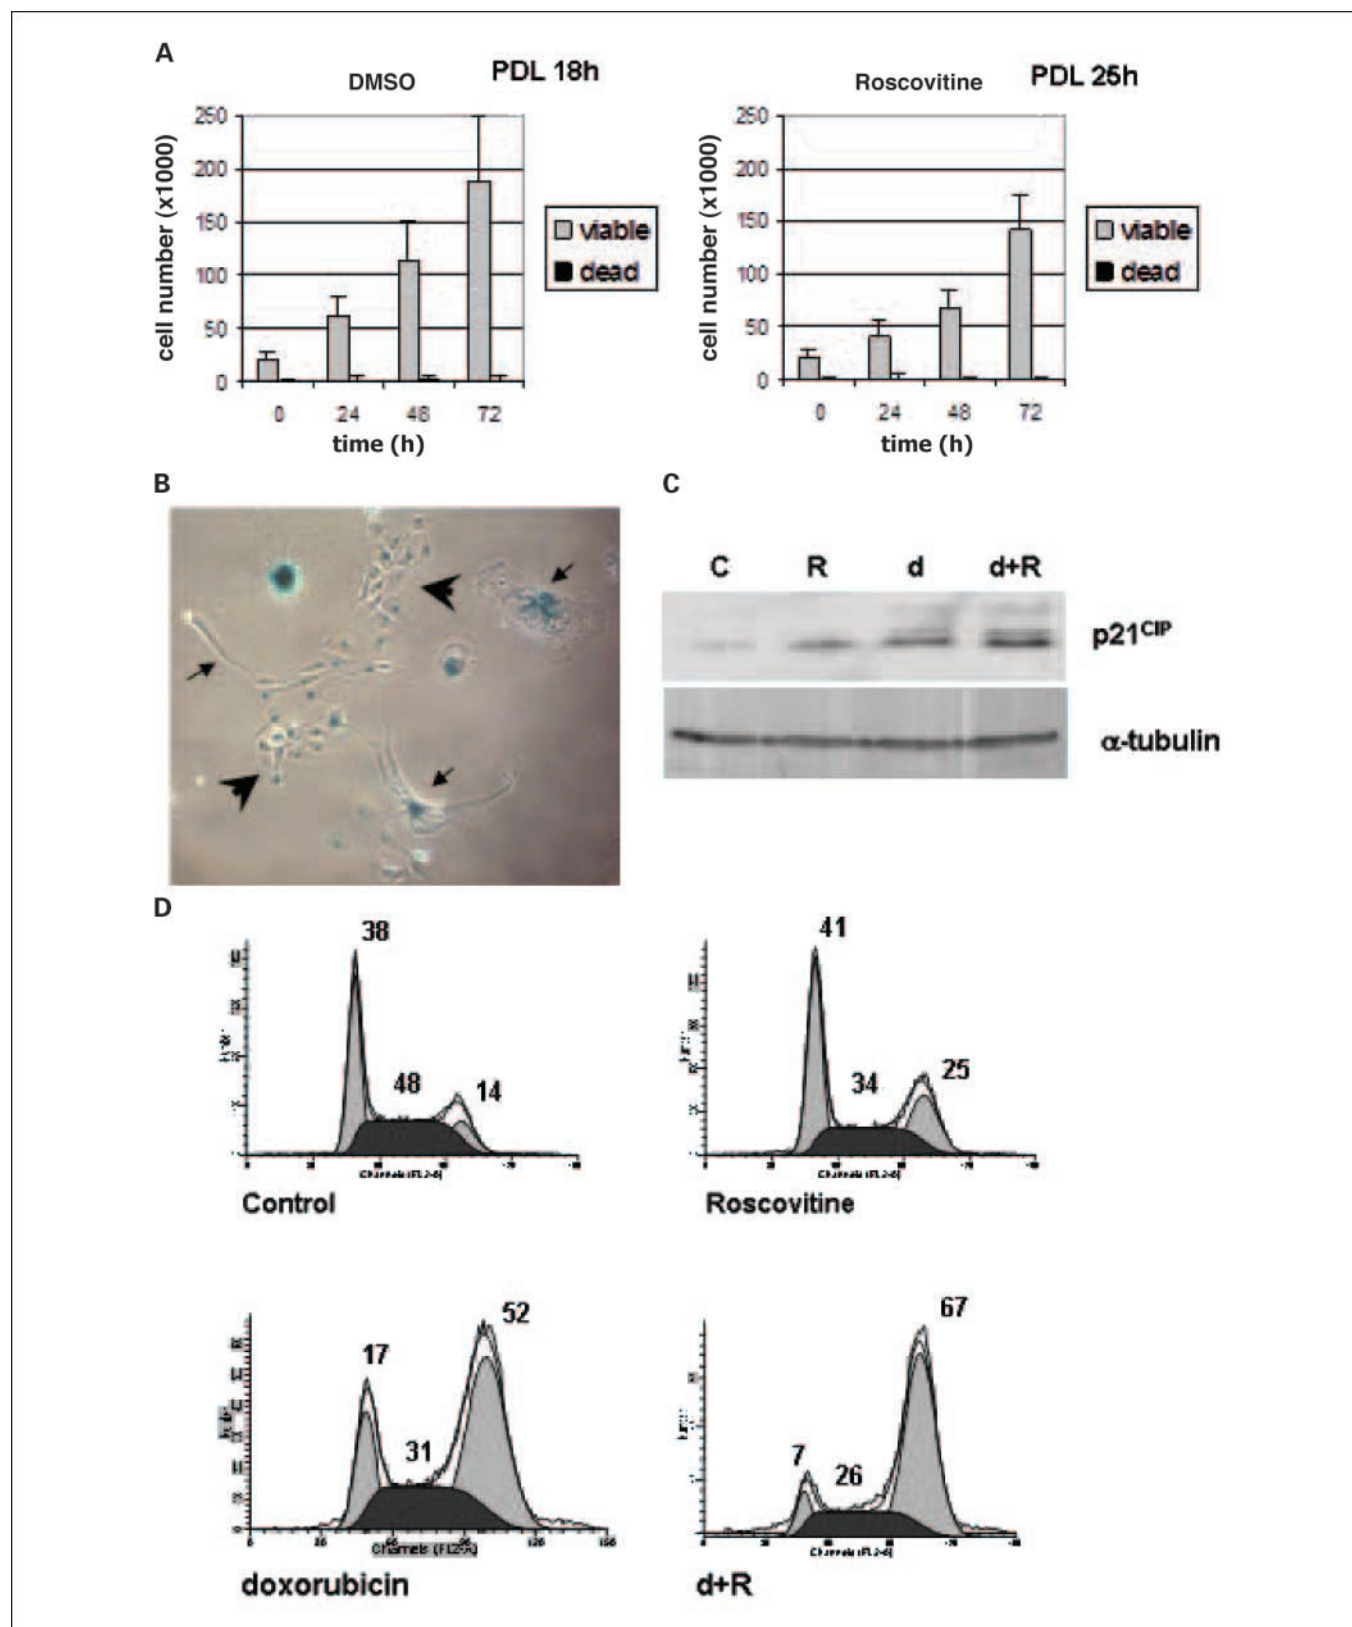 A
DMSO PDL 18h
cell number (x1000)
250
200
150
100
50
0
0 24 48 72
time (h)
viable
dead
Roscovitine PDL 25h
cell number (x1000)
250
200
150
100
50
0
0 24 48 72
time (h)
viable
dead
B
C
C R d d+R
p21CIP
α-tubulin
D
38
48
14
Control
41
34
25
Roscovitine
17
31
52
Channels
doxorubicin
7
26
67
d+R